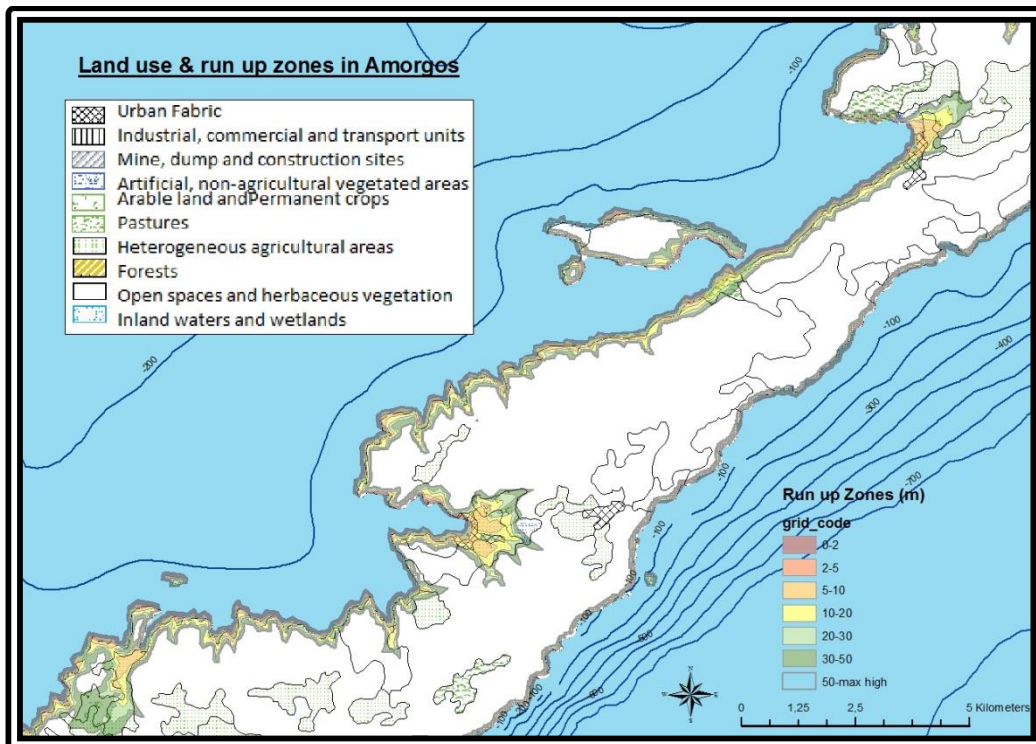 Land use & run up zones in Amorgos
Urban Fabric
Industrial, commercial and transport units
Mine, dump and construction sites
Artificial, non-agricultural vegetated areas
Arable land andPermanent crops
Pastures
Heterogeneous agricultural areas
Forests
Open spaces and herbaceous vegetation
Inland waters and wetlands
-100
-200
-100
-400
-300
-700
-100
-100
-100
-100
Run up Zones (m)
grid_code
0-2
2-5
5-10
10-20
20-30
30-50
50-max high
0 1,25 2,5 5 Kilometers